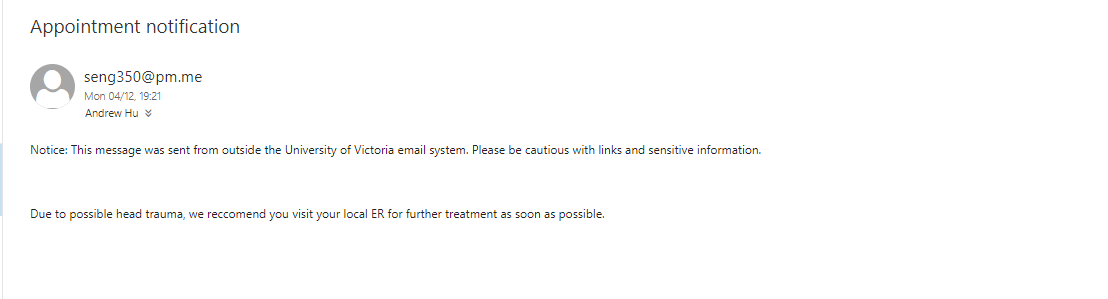 Appointment notification
seng350@pm.me
Mon 04/12, 19:21
Andrew Hu
Notice: This message was sent from outside the University of Victoria email system. Please be cautious with links and sensitive information.
Due to possible head trauma, we reccomend you visit your local ER for further treatment as soon as possible.